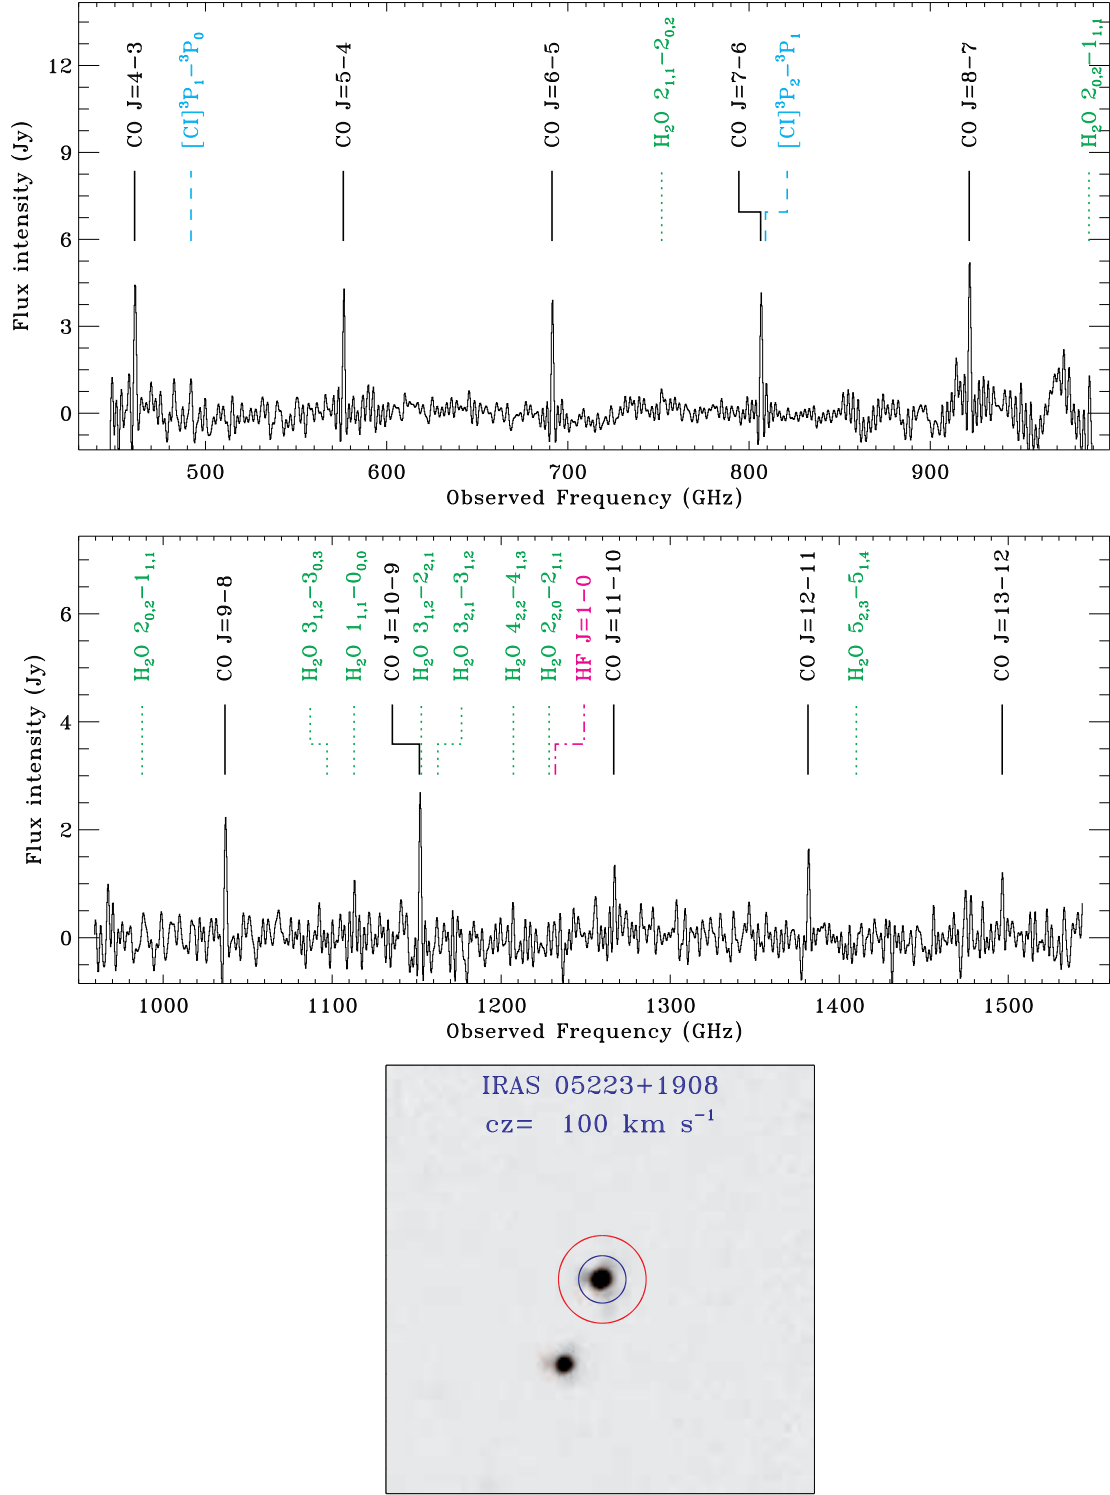 CO J=4−3
[CI]³P₁−³P₀
CO J=5−4
CO J=6−5
H₂O 2₁,₁−2₀,₂
CO J=7−6
[CI]³P₂−³P₁
CO J=8−7
H₂O 2₀,₂−1₁,₁
Flux intensity (Jy)
12
9
6
3
0
500 600 700 800 900
Observed Frequency (GHz)
H₂O 2₀,₂−1₁,₁
CO J=9−8
H₂O 3₁,₂−3₀,₃
H₂O 1₁,₁−0₀,₀
CO J=10−9
H₂O 3₁,₂−2₂,₁
H₂O 3₂,₁−3₁,₂
H₂O 4₂,₂−4₁,₃
H₂O 2₂,₀−2₁,₁
HF J=1−0
CO J=11−10
CO J=12−11
H₂O 5₂,₃−5₁,₄
CO J=13−12
Flux intensity (Jy)
6
4
2
0
1000 1100 1200 1300 1400 1500
Observed Frequency (GHz)
IRAS 05223+1908
cz= 100 km s⁻¹